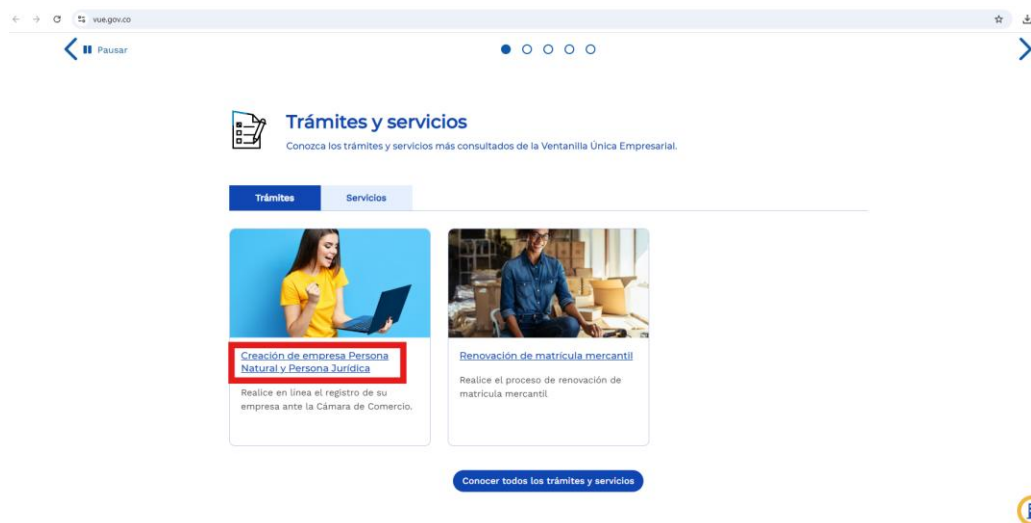 vue.gov.co
Pausar
Trámites y servicios
Conozca los trámites y servicios más consultados de la Ventanilla Única Empresarial.
Trámites
Servicios
Creación de empresa Persona
Natural y Persona Jurídica
Realice en línea el registro de su
empresa ante la Cámara de Comercio.
Renovación de matrícula mercantil
Realice el proceso de renovación de
matrícula mercantil
Conocer todos los trámites y servicios